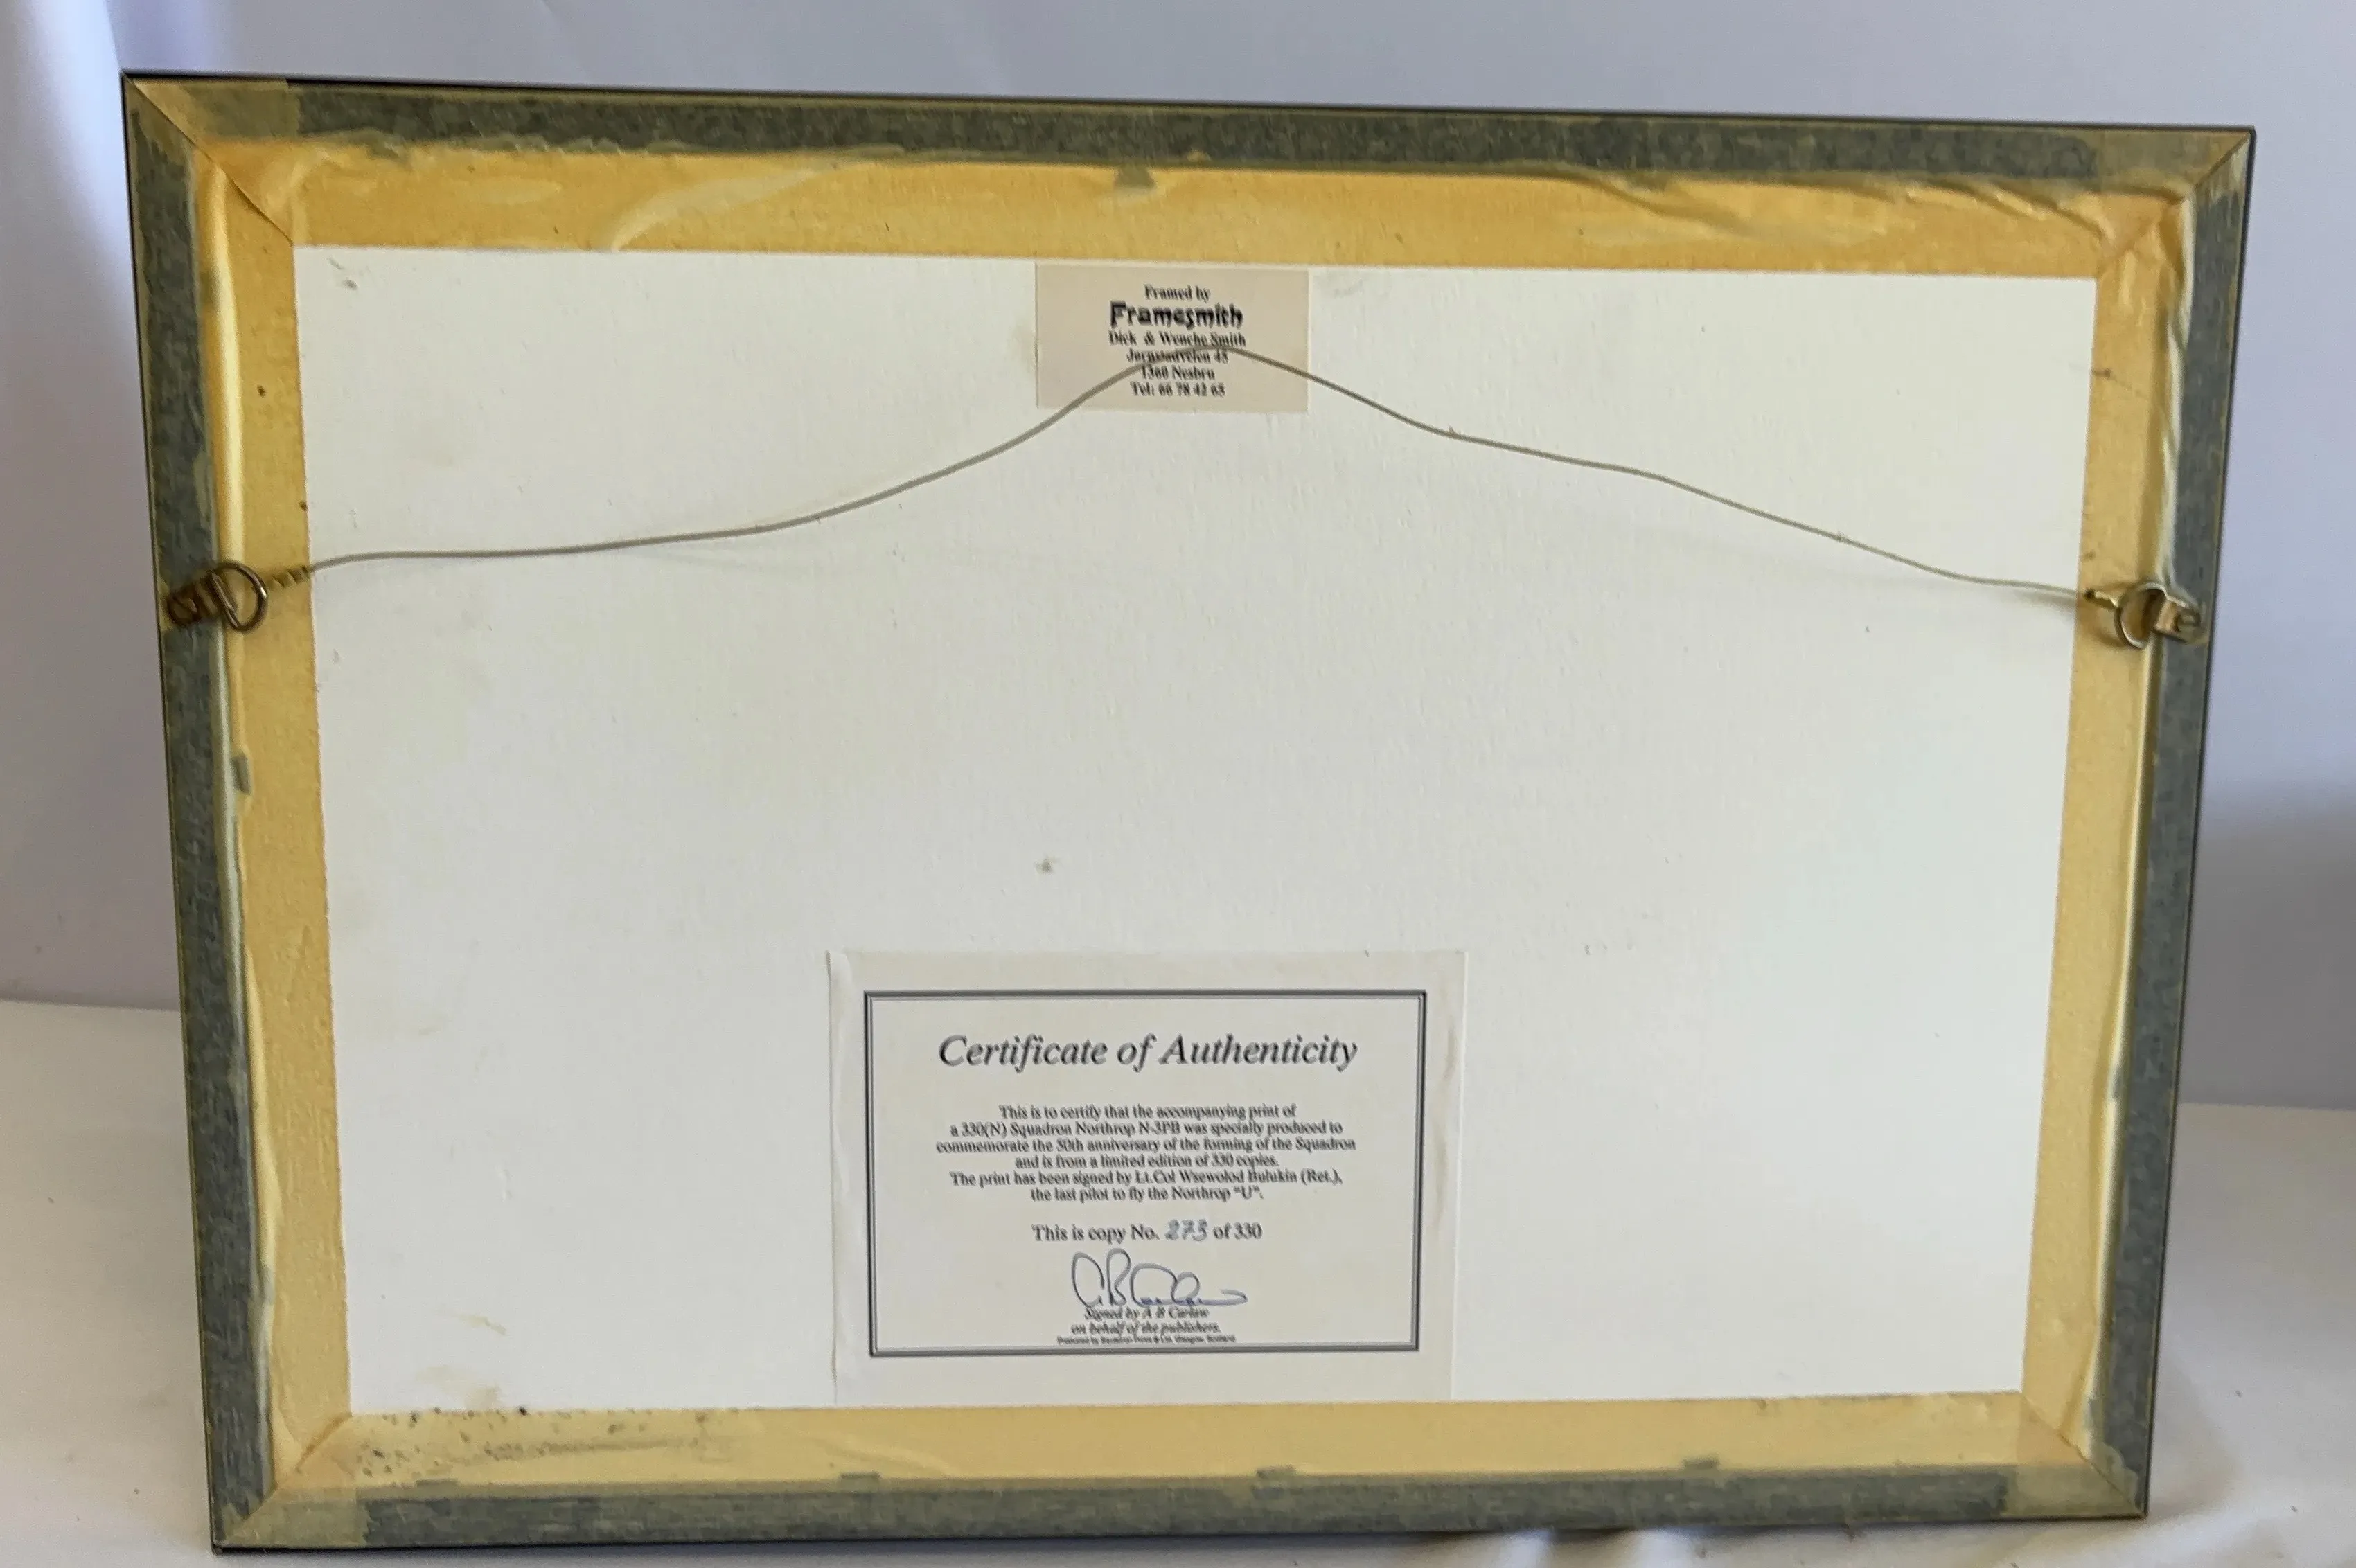 Framed by
Framesmith
Dick & Wenche Smith
45
1360 Nesbru
Tel: 66 78 42 65
Certificate of Authenticity
This is to certify that the accompanying print of
a 330(N) Squadron Northrop N-3PB was specially produced to
commemorate the 50th anniversary of the forming of the Squadron
and is from a limited edition of 330 copies.
The print has been signed by Lt.Col Wsewolod Bulukin (Ret.),
the last pilot to fly the Northrop "U".
This is copy No. 273 of 330
Signed by A B Carlaw
on behalf of the publishers.